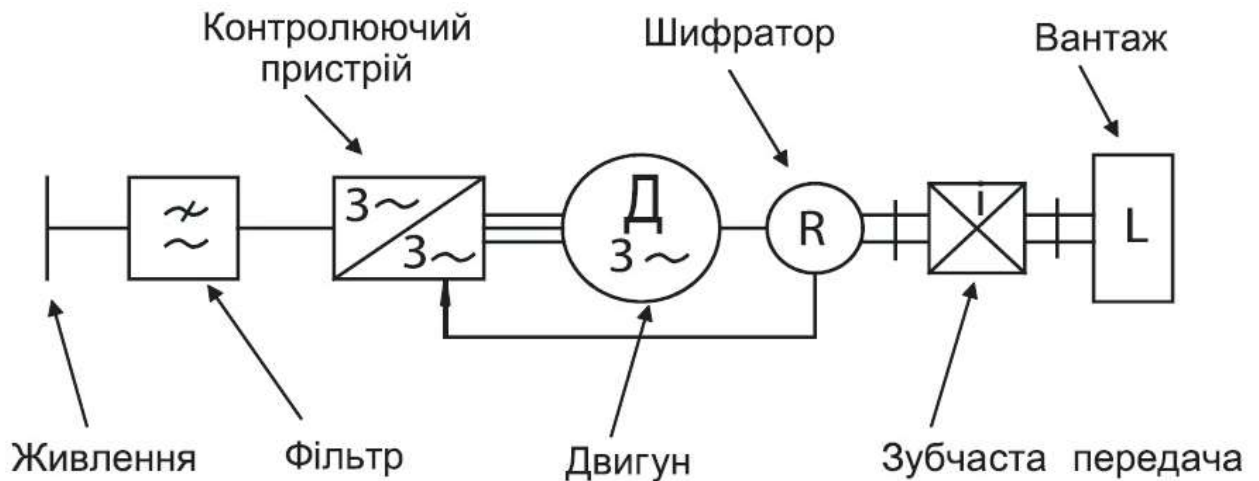 Контролюючий
пристрій
Шифратор
Вантаж
3~
3~
Д
3~
R
i
L
Живлення
Фільтр
Двигун
Зубчаста передача